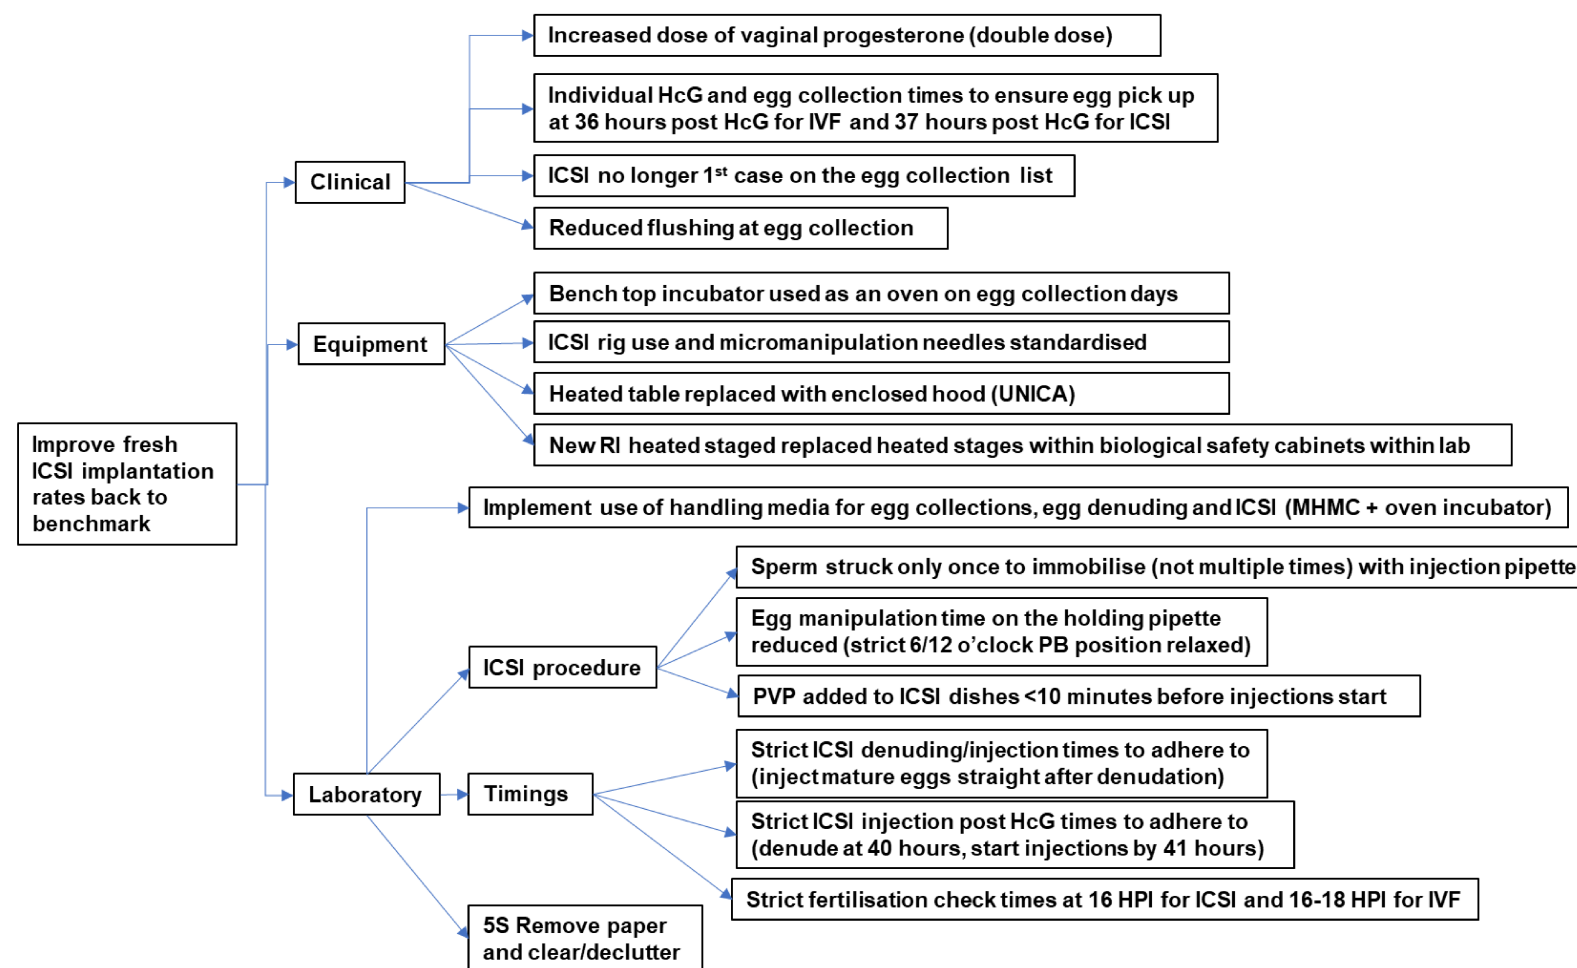 Increased dose of vaginal progesterone (double dose)
Individual HcG and egg collection times to ensure egg pick up
at 36 hours post HcG for IVF and 37 hours post HcG for ICSI
Clinical
ICSI no longer 1st case on the egg collection list
Reduced flushing at egg collection
Bench top incubator used as an oven on egg collection days
Equipment
ICSI rig use and micromanipulation needles standardised
Heated table replaced with enclosed hood (UNICA)
New RI heated staged replaced heated stages within biological safety cabinets within lab
Improve fresh
ICSI implantation
rates back to
benchmark
Implement use of handling media for egg collections, egg denuding and ICSI (MHMC + oven incubator)
Sperm struck only once to immobilise (not multiple times) with injection pipette
Egg manipulation time on the holding pipette
reduced (strict 6/12 o’clock PB position relaxed)
ICSI procedure
PVP added to ICSI dishes <10 minutes before injections start
Strict ICSI denuding/injection times to adhere to
(inject mature eggs straight after denudation)
Laboratory
Timings
Strict ICSI injection post HcG times to adhere to
(denude at 40 hours, start injections by 41 hours)
Strict fertilisation check times at 16 HPI for ICSI and 16-18 HPI for IVF
5S Remove paper
and clear/declutter